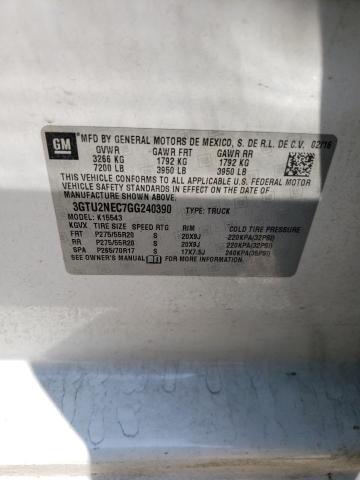 GM
MFD BY GENERAL MOTORS DE MEXICO, S. DE R.L. DE C.V. 02/16
GVWR GAWR FRT GAWR RR
3266 KG 1792 KG 1792 KG
7200 LB 3950 LB 3950 LB
THIS VEHICLE CONFORMS TO ALL APPLICABLE U.S. FEDERAL MOTOR
VEHICLE SAFETY STANDARDS IN EFFECT ON THE DATE OF
MANUFACTURE SHOWN ABOVE.
3GTU2NEC7GG240390 TYPE: TRUCK
MODEL: K15543
KGVX TIRE SIZE SPEED RTG RIM COLD TIRE PRESSURE
FRT P275/55R20 S 20X9J 220KPA(32PSI)
RR P275/55R20 S 20X9J 220KPA(32PSI)
SPA P265/70R17 S 17X7.5J 240KPA(35PSI)
SEE OWNER'S MANUAL FOR ADDITIONAL INFORMATION.